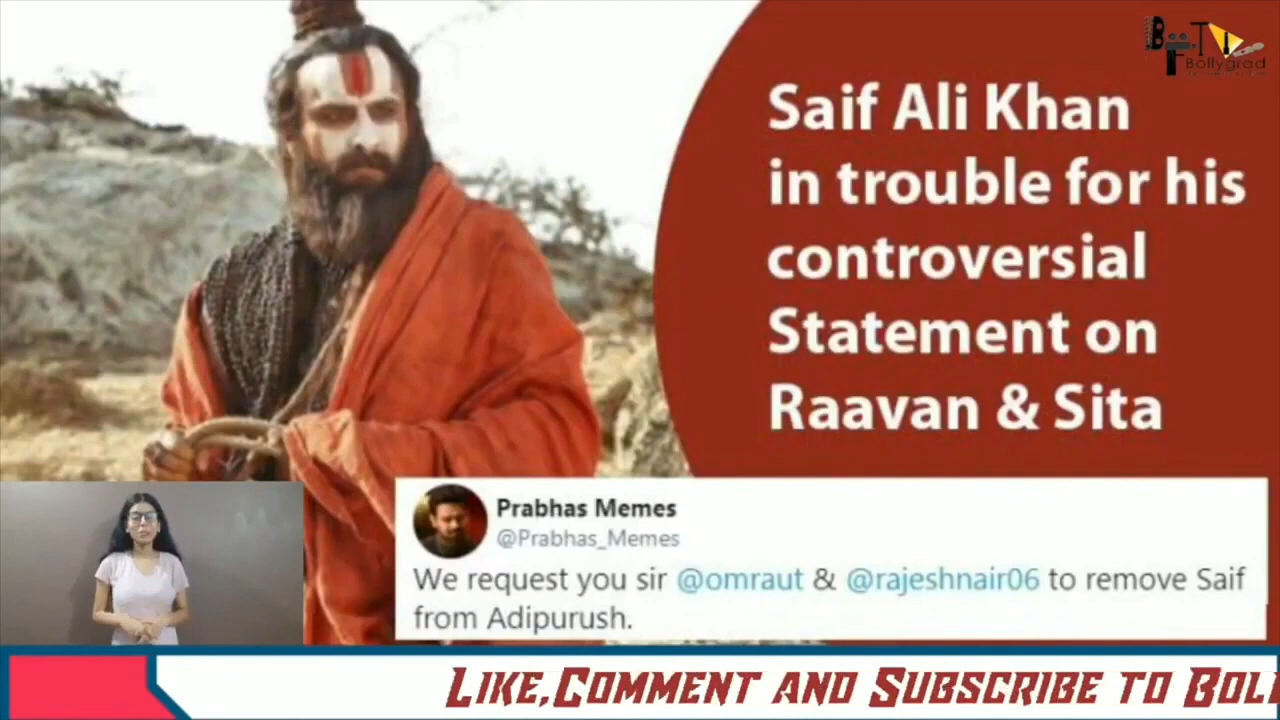 Bollygrad
Saif Ali Khan
in trouble for his
controversial
Statement on
Raavan & Sita
Prabhas Memes
@Prabhas_Memes
We request you sir @omraut & @rajeshnair06 to remove Saif
from Adipurush.
LIKE,COMMENT AND SUBSCRIBE TO